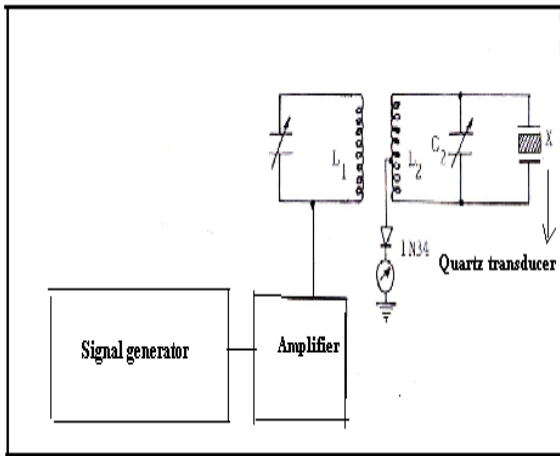 L1
L2
C2
X
1N34
Quartz transducer
Signal generator
Amplifier